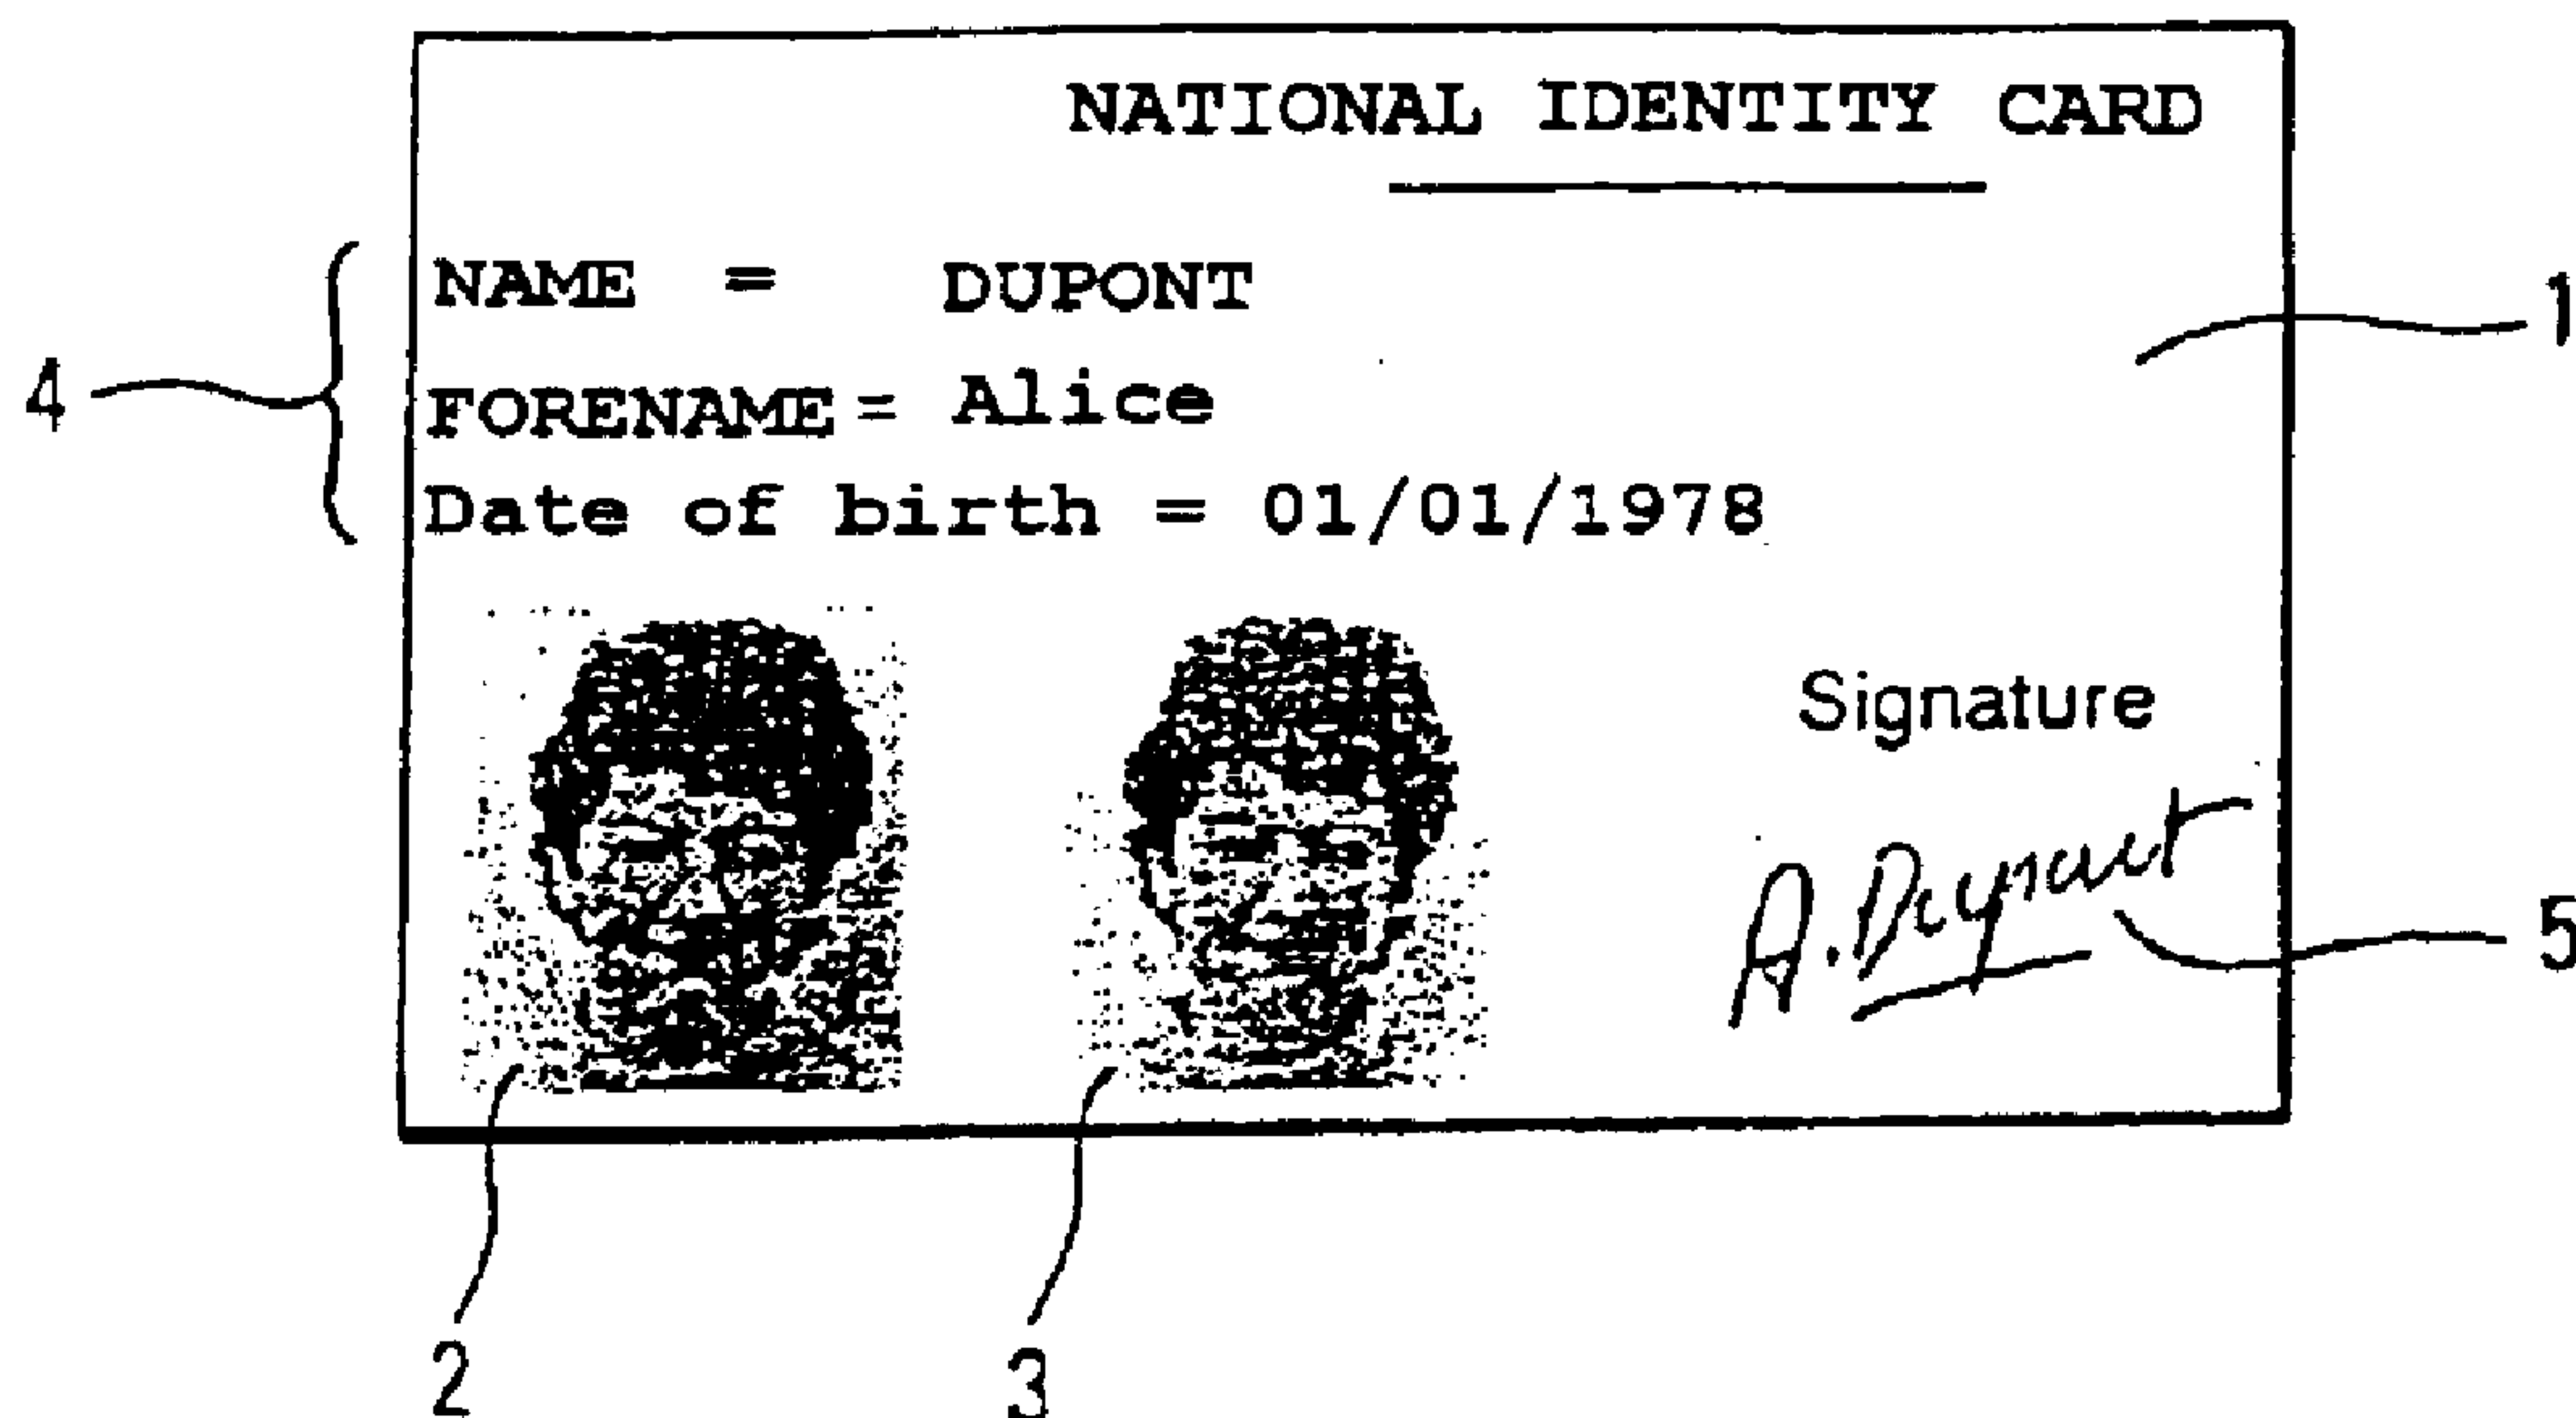 NATIONAL IDENTITY CARD
NAME = DUPONT
1
4
FORENAME = Alice
Date of birth = 01/01/1978
Signature
A. Dupont
5
2
3